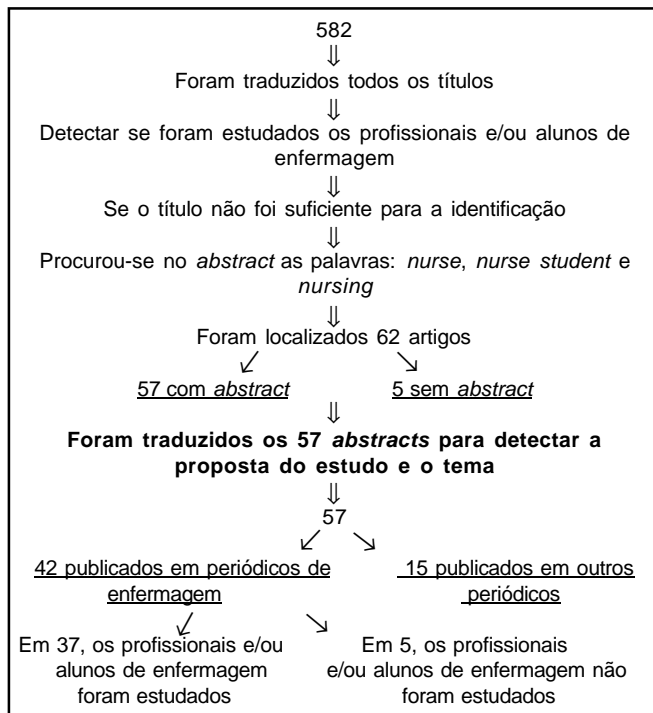 582
⇓
Foram traduzidos todos os títulos
⇓
Detectar se foram estudados os profissionais e/ou alunos de
enfermagem
⇓
Se o título não foi suficiente para a identificação
⇓
Procurou-se no abstract as palavras: nurse, nurse student e
nursing
⇓
Foram localizados 62 artigos
↙ ↘
57 com abstract 5 sem abstract
⇓
Foram traduzidos os 57 abstracts para detectar a
proposta do estudo e o tema
⇓
57
↙ ↘
42 publicados em periódicos de 15 publicados em outros
enfermagem periódicos
↙ ↘
Em 37, os profissionais e/ou Em 5, os profissionais
alunos de enfermagem e/ou alunos de enfermagem não
foram estudados foram estudados